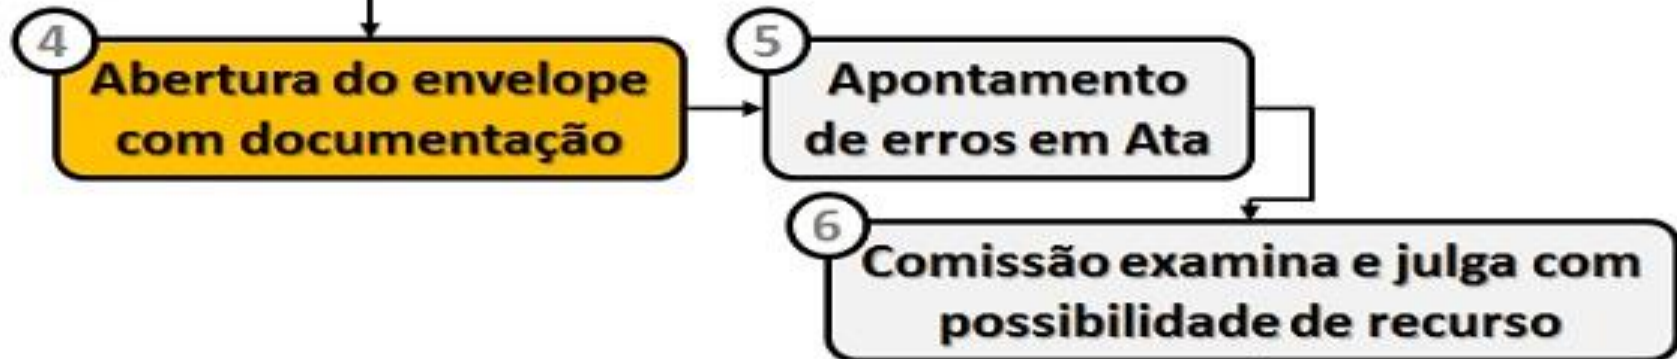 4
Abertura do envelope
com documentação
5
Apontamento
de erros em Ata
6
Comissão examina e julga com
possibilidade de recurso